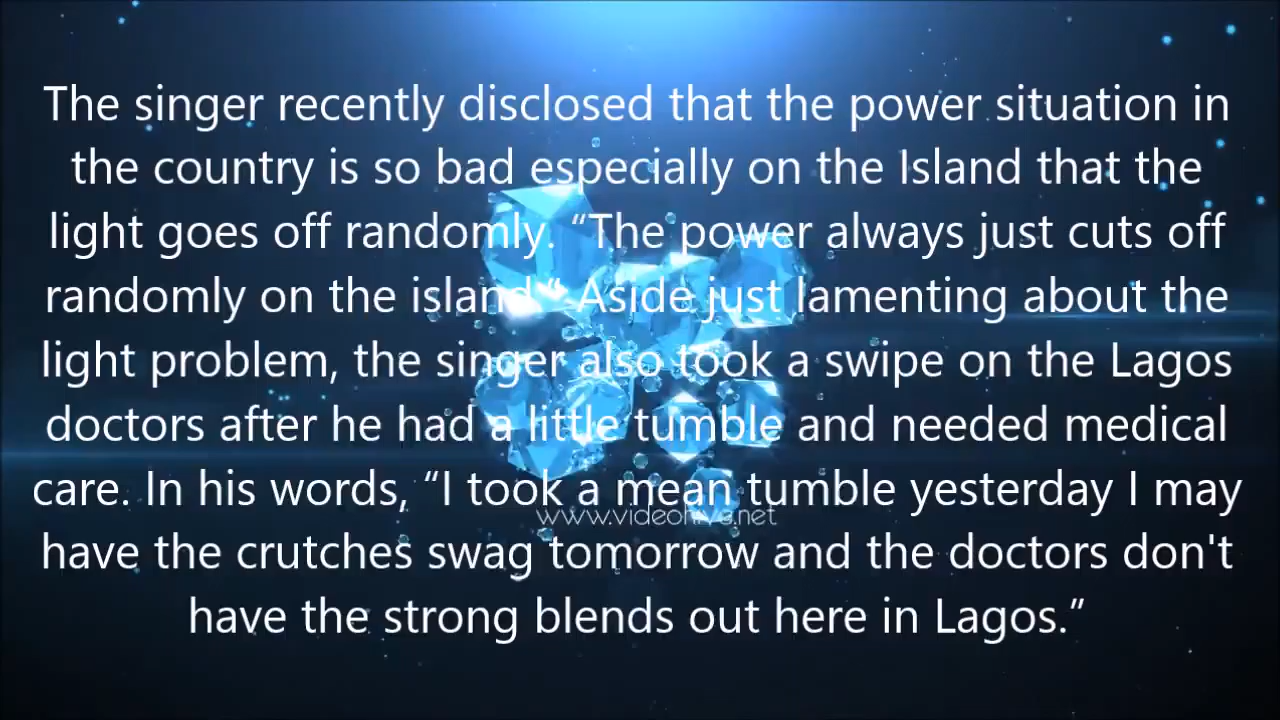 The singer recently disclosed that the power situation in
the country is so bad especially on the Island that the
light goes off randomly. “The power always just cuts off
randomly on the island.” Aside just lamenting about the
light problem, the singer also took a swipe on the Lagos
doctors after he had a little tumble and needed medical
care. In his words, “I took a mean tumble yesterday I may
www.videohive.net
have the crutches swag tomorrow and the doctors don't
have the strong blends out here in Lagos.”